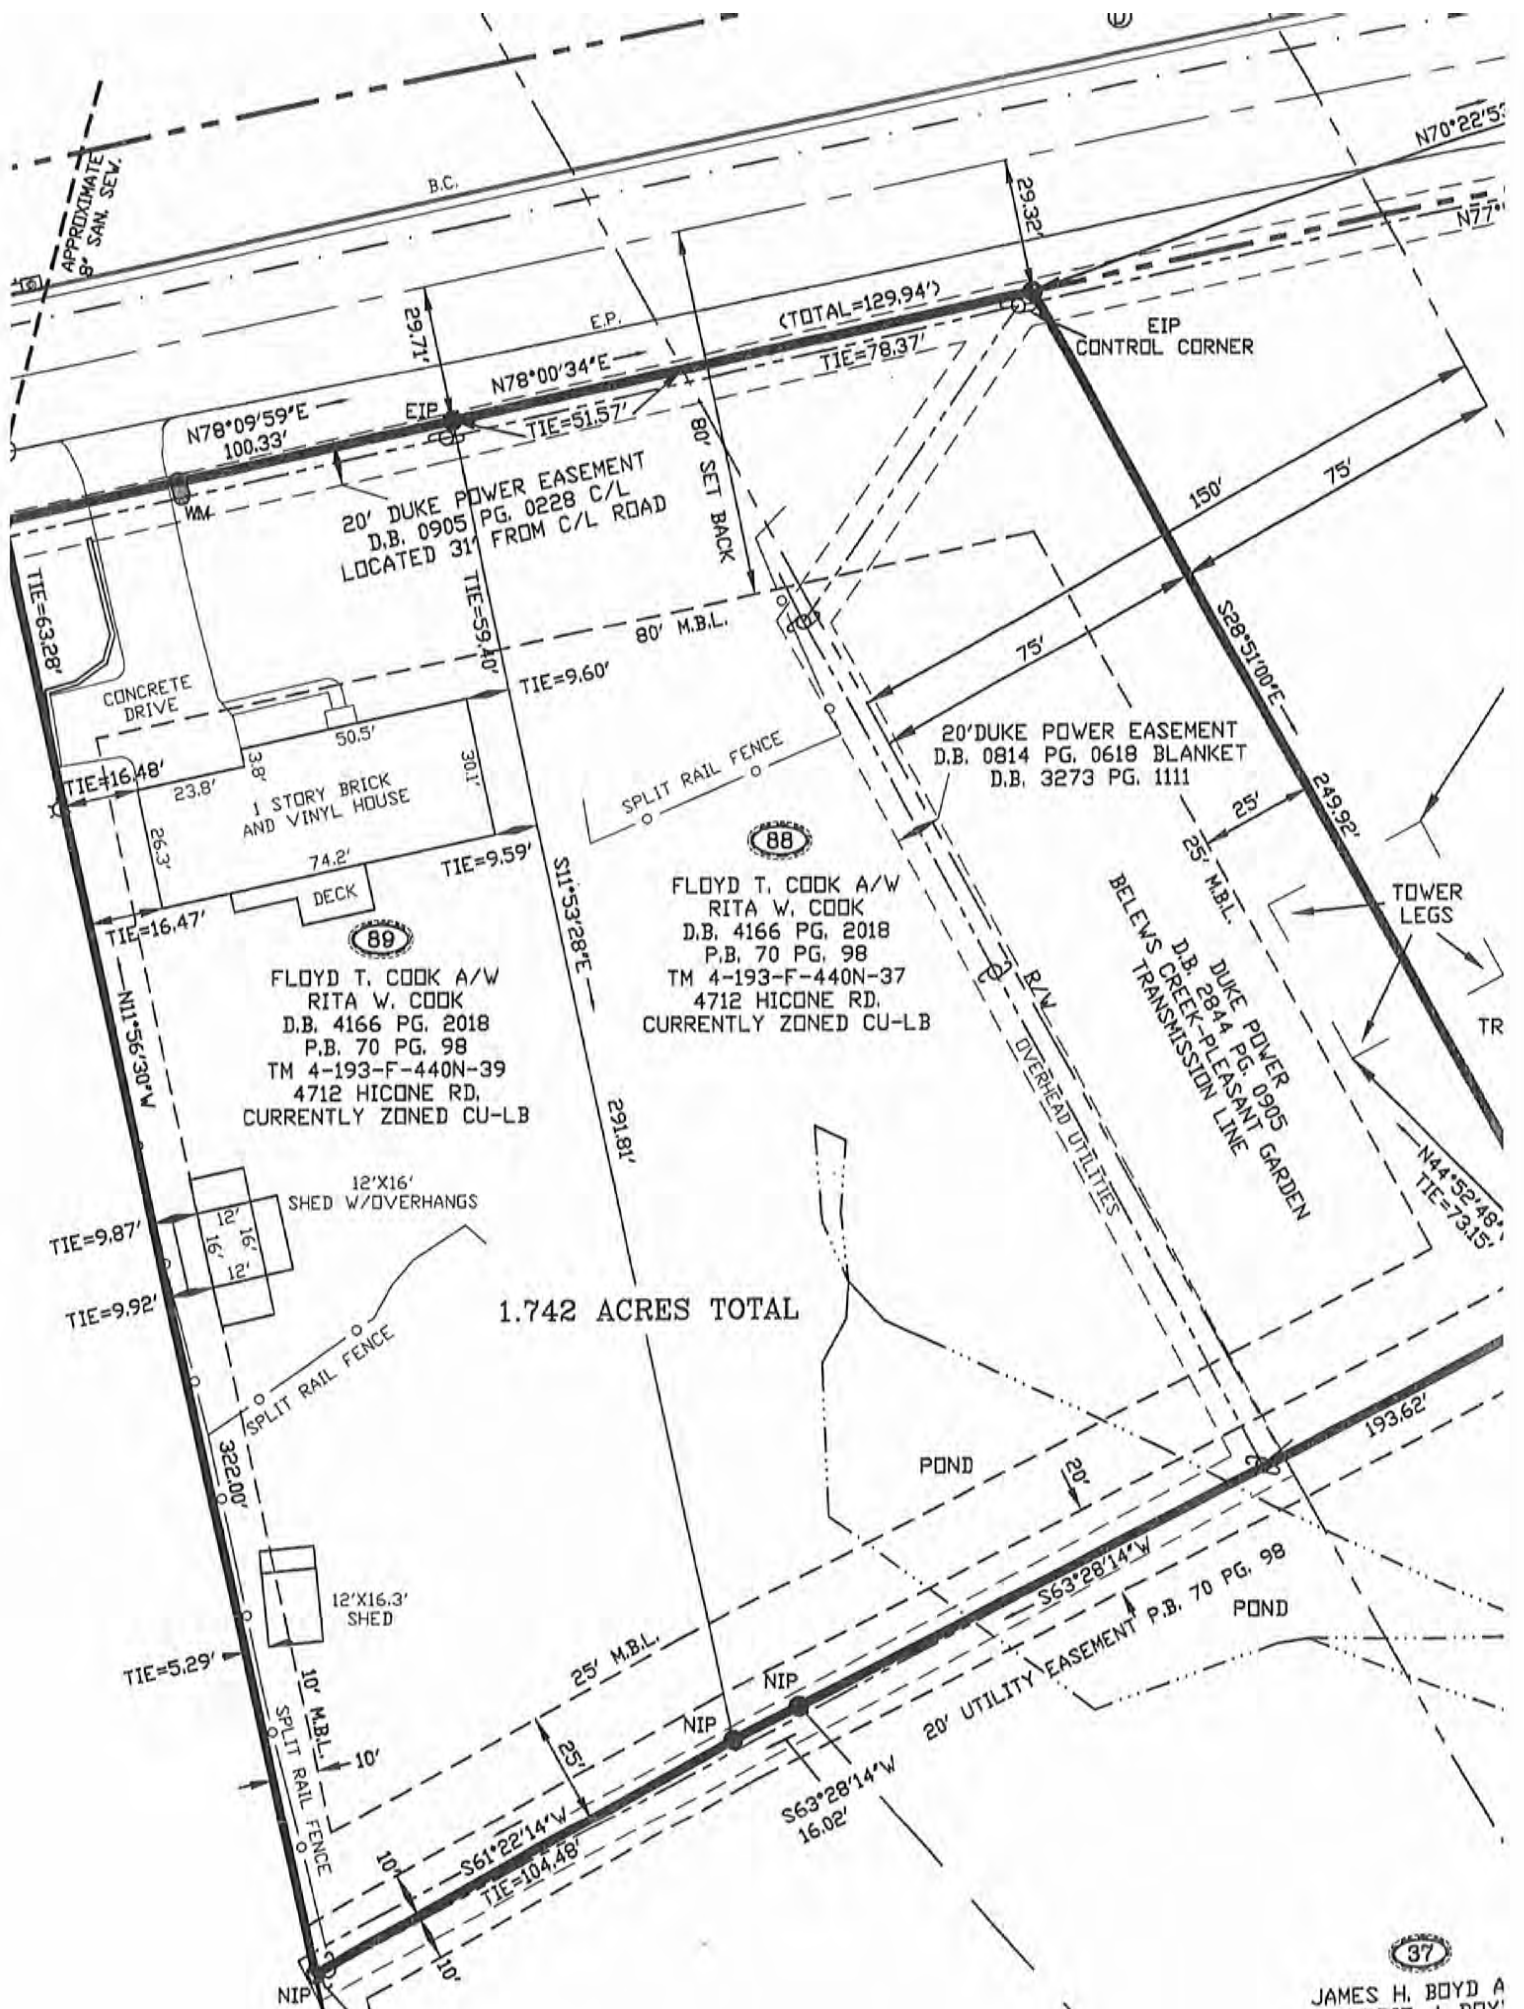 D
N70°22'53
N77°
APPROXIMATE
8" SAN. SEW.
B.C.
29.32'
29.71'
E.P.
(TOTAL=129.94')
TIE=78.37'
EIP
CONTROL CORNER
N78°00'34"E
EIP
TIE=51.57'
N78°09'59"E
100.33'
WM
20' DUKE POWER EASEMENT
D.B. 0905 PG. 0228 C/L
LOCATED 31' FROM C/L ROAD
80' SET BACK
150'
75'
75'
TIE=63.28'
TIE=59.40'
80' M.B.L.
S28°51'00"E
249.92'
CONCRETE
DRIVE
TIE=9.60'
50.5'
3.8'
30.1'
TIE=16.48'
23.8'
1 STORY BRICK
AND VINYL HOUSE
26.3'
74.2'
TIE=9.59'
DECK
TIE=16.47'
SPLIT RAIL FENCE
20'DUKE POWER EASEMENT
D.B. 0814 PG. 0618 BLANKET
D.B. 3273 PG. 1111
25'
25' M.B.L.
TOWER
LEGS
TR
88
FLOYD T. COOK A/W
RITA W. COOK
D.B. 4166 PG. 2018
P.B. 70 PG. 98
TM 4-193-F-440N-37
4712 HICONE RD.
CURRENTLY ZONED CU-LB
89
FLOYD T. COOK A/W
RITA W. COOK
D.B. 4166 PG. 2018
P.B. 70 PG. 98
TM 4-193-F-440N-39
4712 HICONE RD.
CURRENTLY ZONED CU-LB
S11°53'28"E
291.81'
N11°56'30"W
322.00'
R/W
OVERHEAD UTILITIES
DUKE POWER
D.B. 2844 PG. 0905
BELEWS CREEK-PLEASANT GARDEN
TRANSMISSION LINE
N44°52'48"
TIE=73.15'
12'X16'
SHED W/OVERHANGS
TIE=9.87'
12'
16'
16'
12'
TIE=9.92'
1.742 ACRES TOTAL
SPLIT RAIL FENCE
193.62'
POND
20'
12'X16.3'
SHED
TIE=5.29'
S63°28'14"W
POND
20' UTILITY EASEMENT P.B. 70 PG. 98
25' M.B.L.
NIP
NIP
10' M.B.L.
10'
SPLIT RAIL FENCE
25'
S63°28'14"W
16.02'
S61°22'14"W
TIE=104.48'
10'
10'
NIP
37
JAMES H. BOYD A